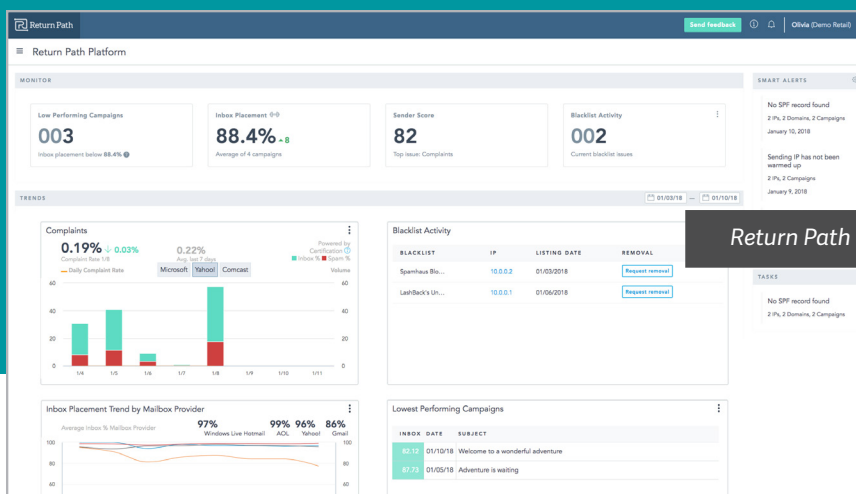 Return Path
Send feedback
Olivia (Demo Retail)
Return Path Platform
MONITOR
Low Performing Campaigns
003
Inbox placement below 88.4%
Inbox Placement
88.4% 8
Average of 4 campaigns
Sender Score
82
Top issue: Complaints
Blacklist Activity
002
Current blacklist issues
SMART ALERTS
No SPF record found
2 IPs, 2 Domains, 2 Campaigns
January 10, 2018
Sending IP has not been
warmed up
2 IPs, 2 Campaigns
January 9, 2018
TRENDS
01/03/18 — 01/10/18
Complaints
0.19% ↓ 0.03%
Complaint Rate 1/8
0.22%
Avg. last 7 days
Powered by
Certification
Inbox % Spam %
Daily Complaint Rate
Microsoft Yahoo! Comcast
Volume
60 60
40 40
20 20
0 0
1/4 1/5 1/6 1/7 1/8 1/9 1/10 1/11
Blacklist Activity
BLACKLIST IP LISTING DATE REMOVAL
Spamhaus Blo... 10.0.0.2 01/03/2018 Request removal
LashBack's Un... 10.0.0.1 01/06/2018 Request removal
Return Path
TASKS
No SPF record found
2 IPs, 2 Domains, 2 Campaigns
Inbox Placement Trend by Mailbox Provider
Average Inbox % Mailbox Provider
97% 99% 96% 86%
Windows Live Hotmail AOL Yahoo! Gmail
100 100
80 80
60 60
Lowest Performing Campaigns
INBOX DATE SUBJECT
82.13 01/10/18 Welcome to a wonderful adventure
87.73 01/05/18 Adventure is waiting